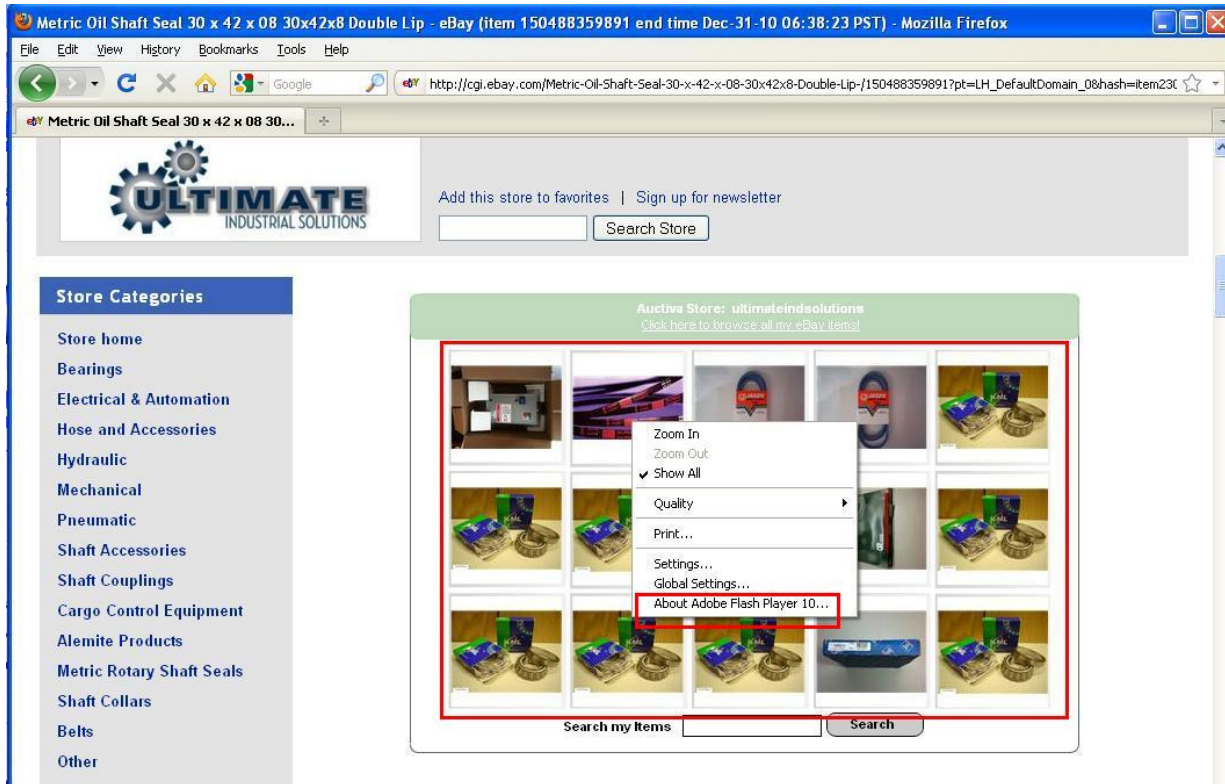 Metric Oil Shaft Seal 30 x 42 x 08 30x42x8 Double Lip - eBay (item 150488359891 end time Dec-31-10 06:38:23 PST) - Mozilla Firefox
File Edit View History Bookmarks Tools Help
Google
http://cgi.ebay.com/Metric-Oil-Shaft-Seal-30-x-42-x-08-30x42x8-Double-Lip-/150488359891?pt=LH_DefaultDomain_0&hash=item23
Metric Oil Shaft Seal 30 x 42 x 08 30...
ULTIMATE
INDUSTRIAL SOLUTIONS
Add this store to favorites | Sign up for newsletter
Search Store
Store Categories
Store home
Bearings
Electrical & Automation
Hose and Accessories
Hydraulic
Mechanical
Pneumatic
Shaft Accessories
Shaft Couplings
Cargo Control Equipment
Alemite Products
Metric Rotary Shaft Seals
Shaft Collars
Belts
Other
Auctiva Store: ultimateindsolutions
Click here to browse all my eBay items!
Zoom In
Zoom Out
Show All
Quality
Print...
Settings...
Global Settings...
About Adobe Flash Player 10...
Search my Items
Search